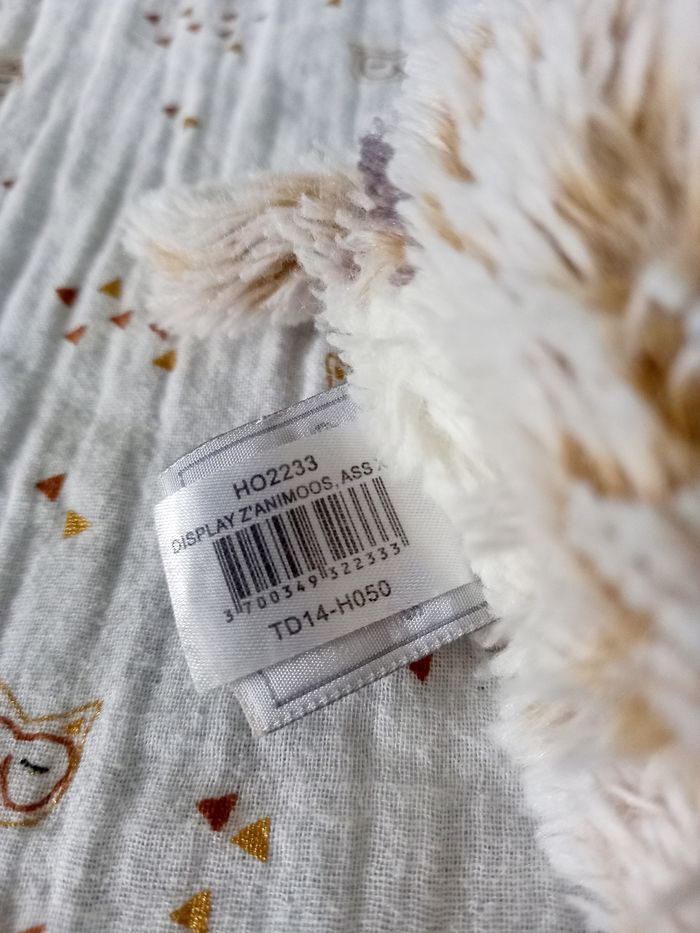 HO2233
DISPLAY Z'ANIMOOS, ASS
3 700349 322333
TD14-H050